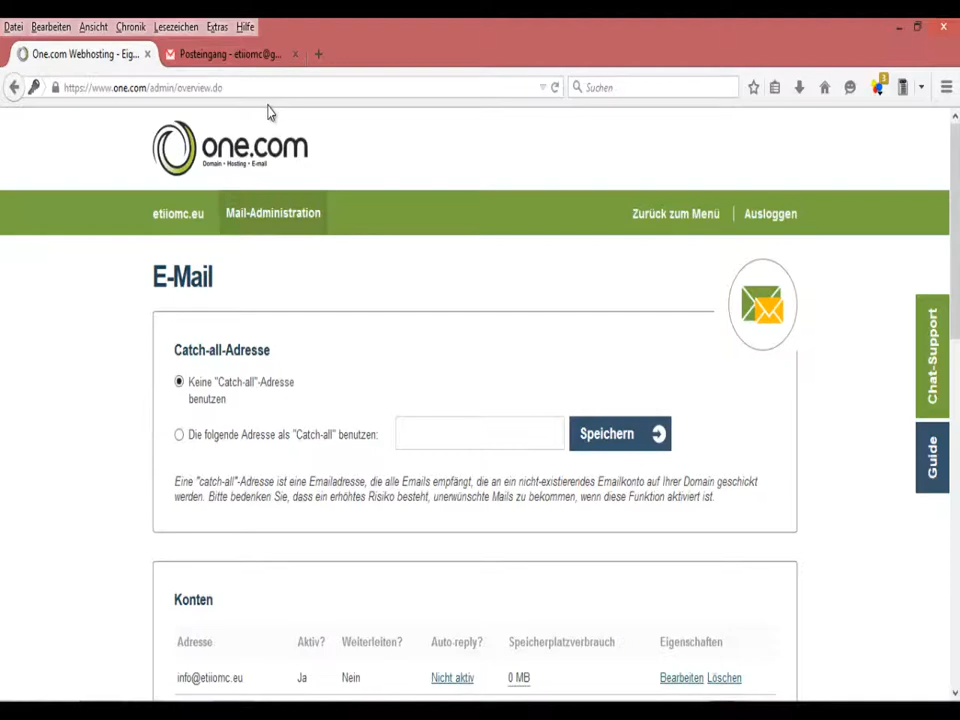 Datei Bearbeiten Ansicht Chronik Lesezeichen Extras Hilfe
One.com Webhosting - Eig... Posteingang - etiiomc@g...
https://www.one.com/admin/overview.do Suchen 3
one.com
Domain • Hosting • E-mail
etiiomc.eu Mail-Administration Zurück zum Menü Ausloggen
E-Mail
Catch-all-Adresse
Keine "Catch-all"-Adresse
benutzen
Die folgende Adresse als "Catch-all" benutzen: Speichern
Eine "catch-all"-Adresse ist eine Emailadresse, die alle Emails empfängt, die an ein nicht-existierendes Emailkonto auf Ihrer Domain geschickt
werden. Bitte bedenken Sie, dass ein erhöhtes Risiko besteht, unerwünschte Mails zu bekommen, wenn diese Funktion aktiviert ist.
Chat-Support
Guide
Konten
Adresse Aktiv? Weiterleiten? Auto-reply? Speicherplatzverbrauch Eigenschaften
info@etiiomc.eu Ja Nein Nicht aktiv 0 MB Bearbeiten Löschen